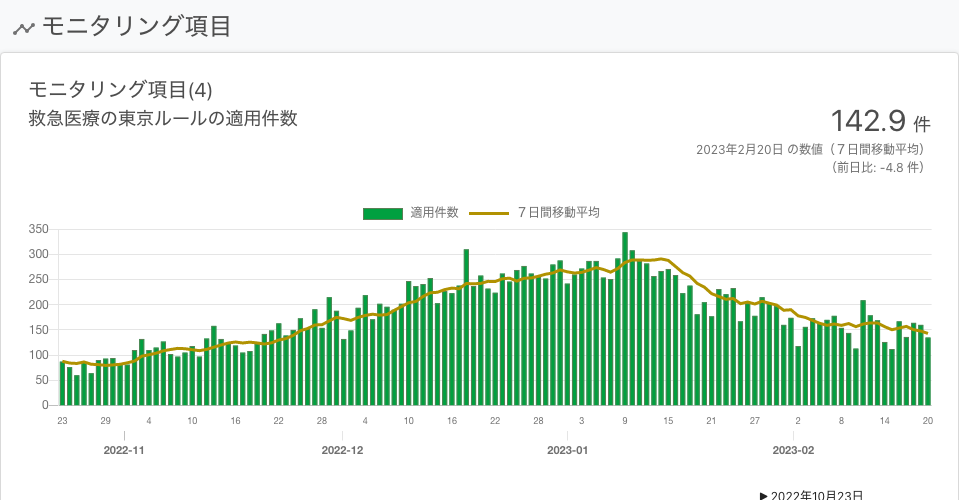 モニタリング項目
モニタリング項目(4)
救急医療の東京ルールの適用件数
142.9 件
2023年2月20日 の数値（７日間移動平均）
（前日比: -4.8 件）
適用件数 ７日間移動平均
350
300
250
200
150
100
50
0
23 29 4 10 16 22 28 4 10 16 22 28 3 9 15 21 27 2 8 14 20
2022-11 2022-12 2023-01 2023-02
▶ 2022年10月23日